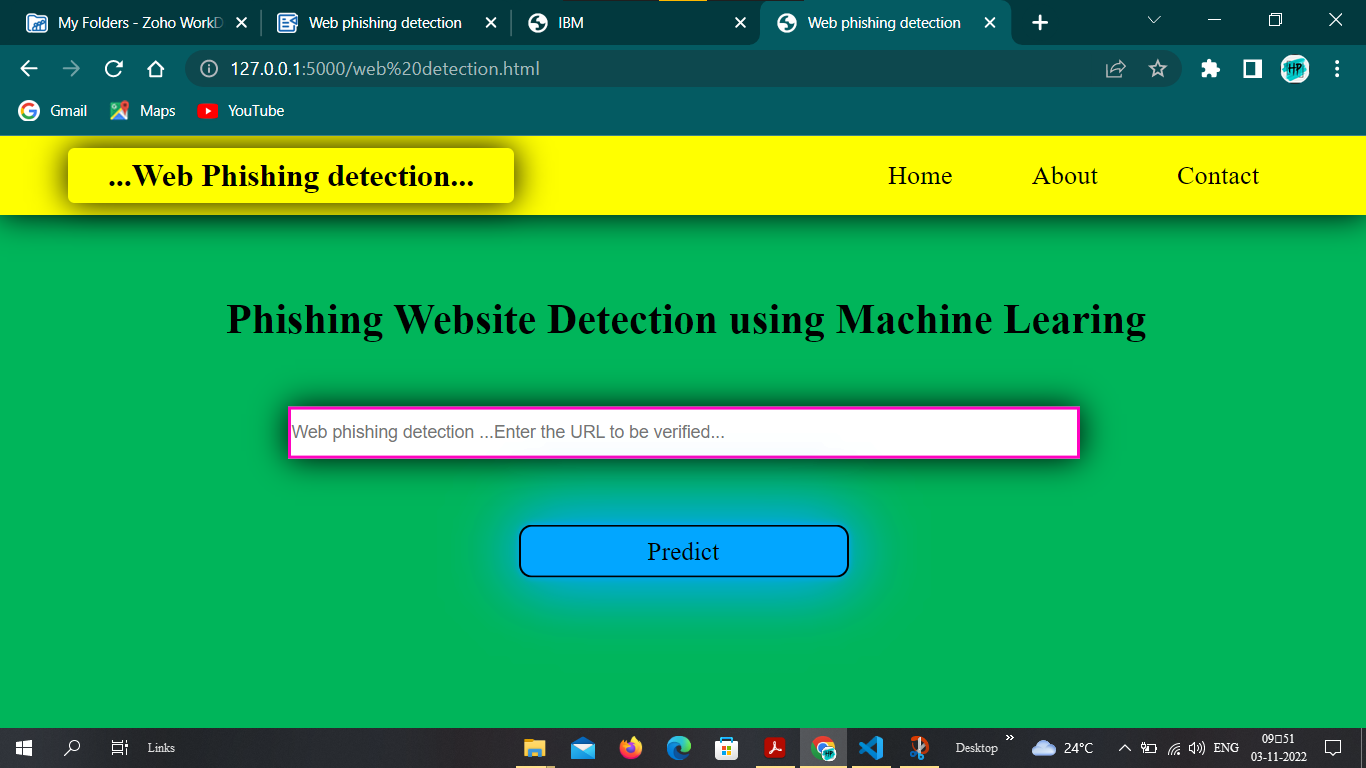 My Folders - Zoho WorkD
Web phishing detection
IBM
Web phishing detection
127.0.0.1:5000/web%20detection.html
HP
Gmail
Maps
YouTube
...Web Phishing detection...
Home
About
Contact
Phishing Website Detection using Machine Learing
Web phishing detection ...Enter the URL to be verified...
Predict
Links
Desktop
24°C
ENG
09□51
03-11-2022